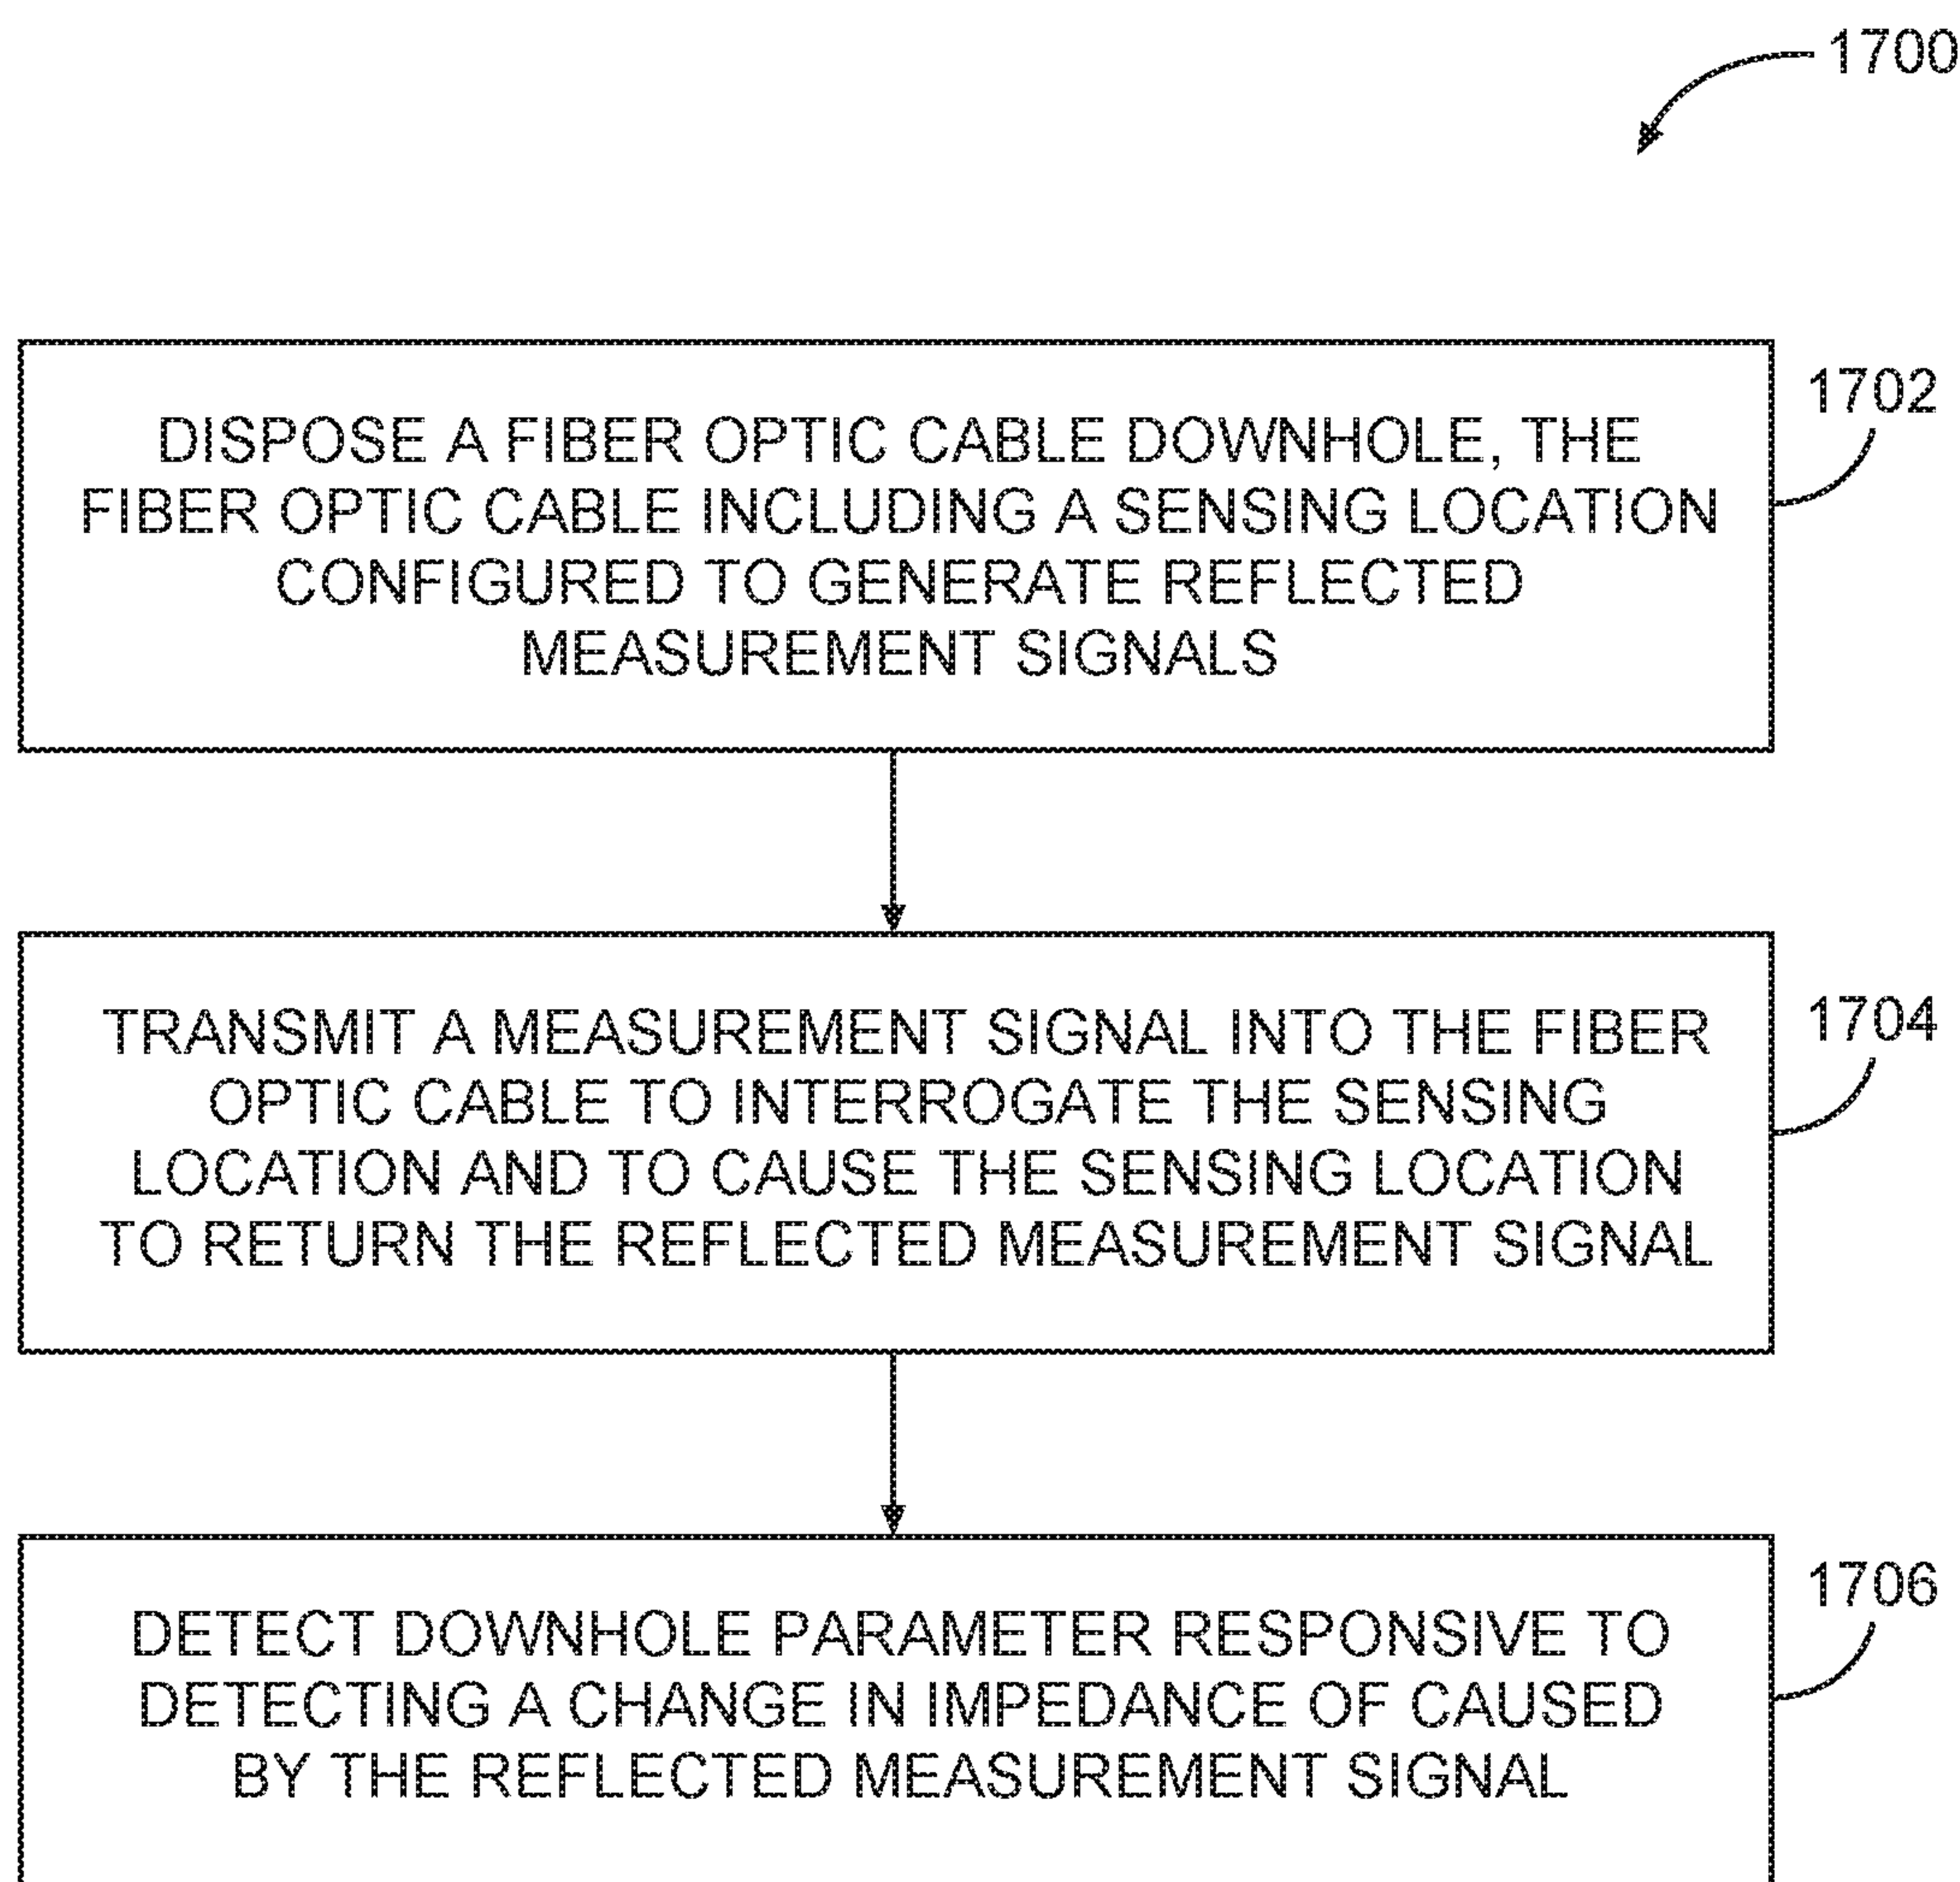 1700
DISPOSE A FIBER OPTIC CABLE DOWNHOLE, THE
FIBER OPTIC CABLE INCLUDING A SENSING LOCATION
CONFIGURED TO GENERATE REFLECTED
MEASUREMENT SIGNALS
1702
TRANSMIT A MEASUREMENT SIGNAL INTO THE FIBER
OPTIC CABLE TO INTERROGATE THE SENSING
LOCATION AND TO CAUSE THE SENSING LOCATION
TO RETURN THE REFLECTED MEASUREMENT SIGNAL
1704
DETECT DOWNHOLE PARAMETER RESPONSIVE TO
DETECTING A CHANGE IN IMPEDANCE OF CAUSED
BY THE REFLECTED MEASUREMENT SIGNAL
1706